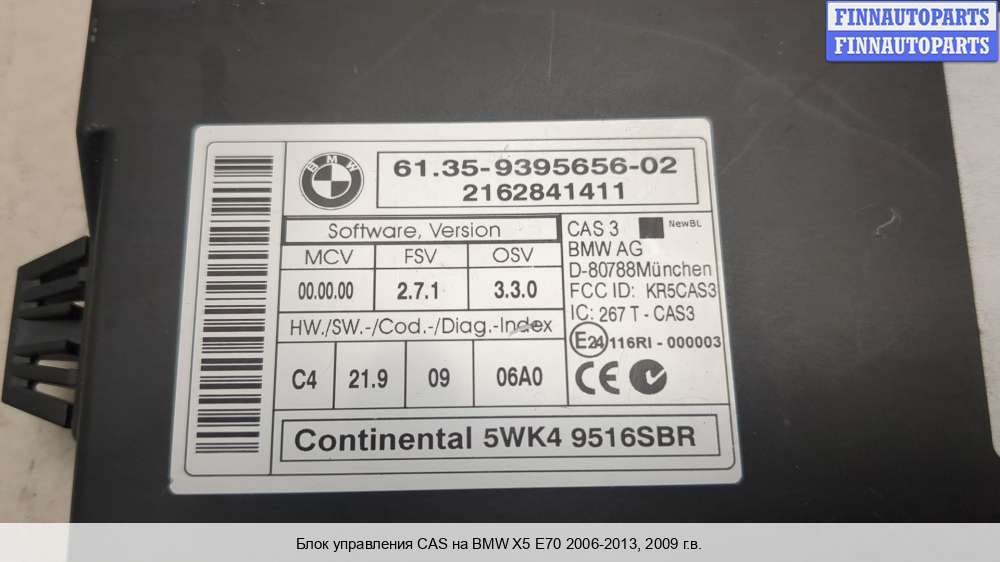 FINNAUTOPARTS
FINNAUTOPARTS
BMW
61.35-9395656-02
2162841411
Software, Version
MCV FSV OSV
00.00.00 2.7.1 3.3.0
HW./SW.-/Cod.-/Diag.-Index
C4 21.9 09 06A0
CAS 3 NewBL
BMW AG
D-80788München
FCC ID: KR5CAS3
IC: 267 T - CAS3
E24 116RI - 000003
CE
Continental 5WK4 9516SBR
Блок управления CAS на BMW X5 E70 2006-2013, 2009 г.в.